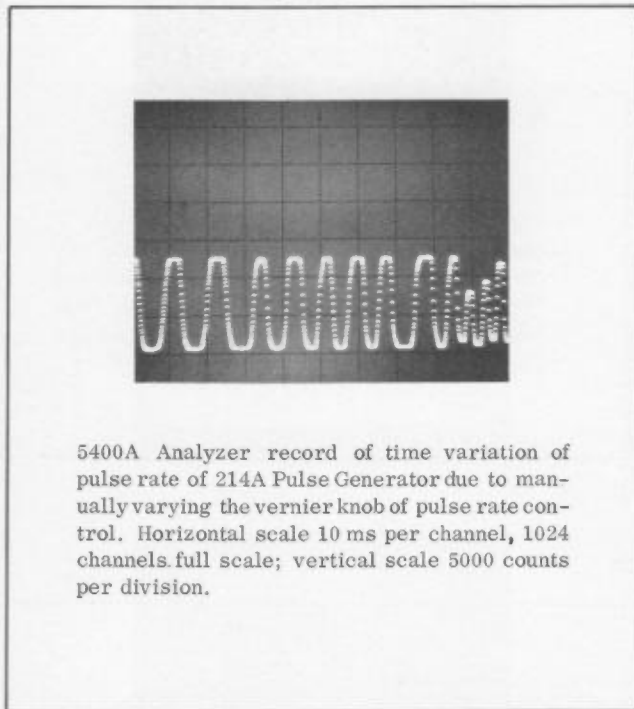 5400A Analyzer record of time variation of
pulse rate of 214A Pulse Generator due to man-
ually varying the vernier knob of pulse rate con-
trol. Horizontal scale 10 ms per channel, 1024
channels full scale; vertical scale 5000 counts
per division.